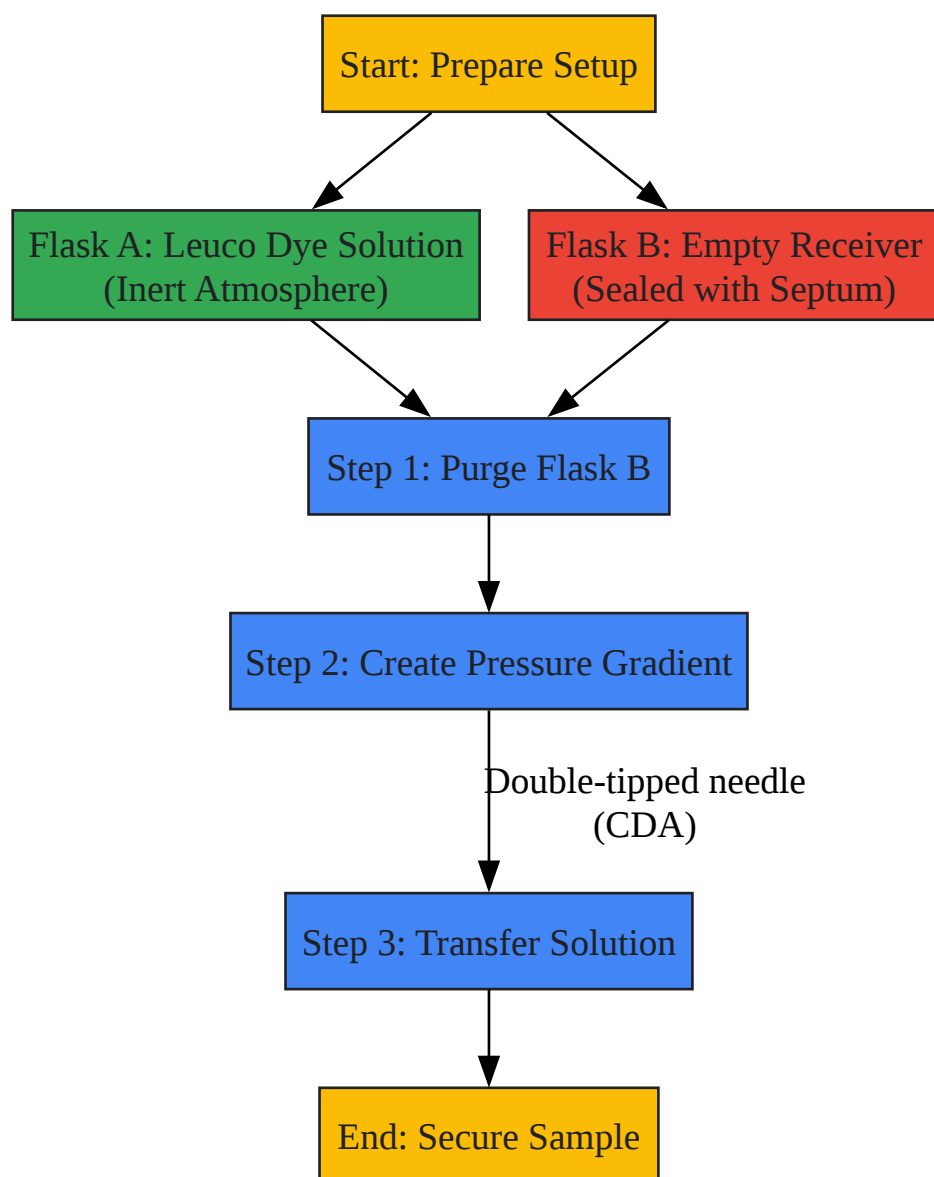 Start: Prepare Setup
Flask A: Leuco Dye Solution
(Inert Atmosphere)
Flask B: Empty Receiver
(Sealed with Septum)
Step 1: Purge Flask B
Step 2: Create Pressure Gradient
Double-tipped needle
(CDA)
Step 3: Transfer Solution
End: Secure Sample